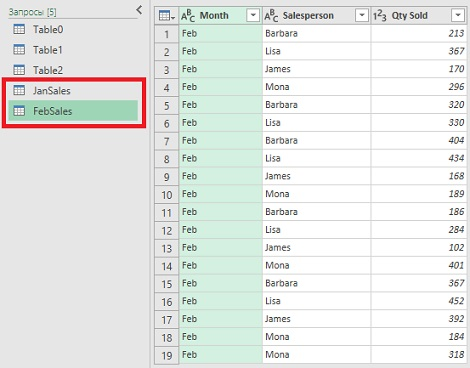 Запросы [5]
Table0
Table1
Table2
JanSales
FebSales
ABC Month ABC Salesperson 123 Qty Sold
1 Feb Barbara 213
2 Feb Lisa 367
3 Feb James 170
4 Feb Mona 296
5 Feb Barbara 320
6 Feb Lisa 330
7 Feb Barbara 404
8 Feb Lisa 434
9 Feb James 168
10 Feb Mona 189
11 Feb Barbara 186
12 Feb Lisa 284
13 Feb James 102
14 Feb Mona 401
15 Feb Barbara 367
16 Feb Lisa 452
17 Feb James 392
18 Feb Mona 184
19 Feb Mona 318